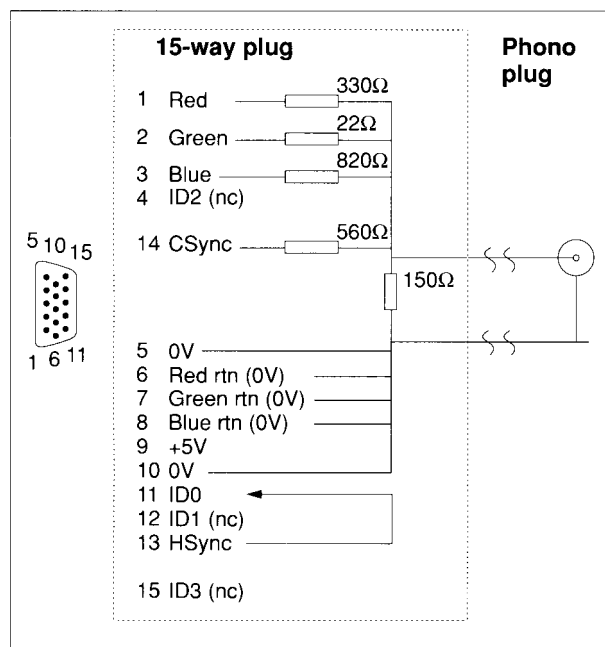 15-way plug
Phono
plug
1 Red 330Ω
2 Green 22Ω
3 Blue 820Ω
4 ID2 (nc)
14 CSync 560Ω
150Ω
5 10 15
1 6 11
5 0V
6 Red rtn (0V)
7 Green rtn (0V)
8 Blue rtn (0V)
9 +5V
10 0V
11 ID0
12 ID1 (nc)
13 HSync
15 ID3 (nc)